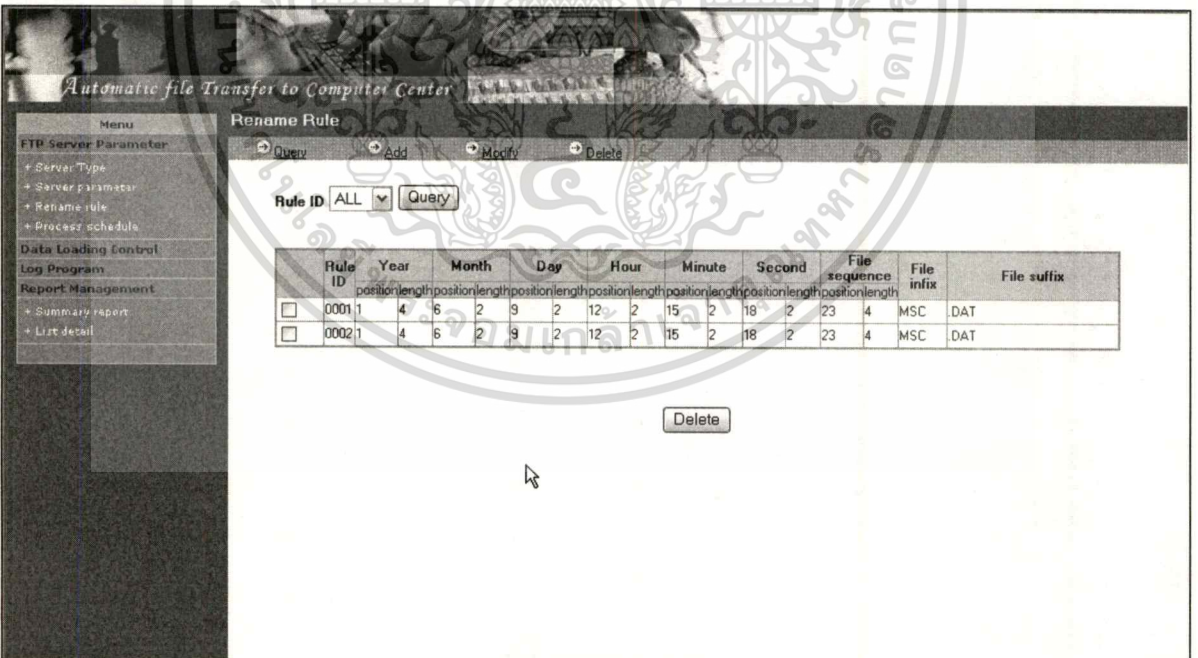 Automatic file Transfer to Computer Center
Menu
FTP Server Parameter
+ Server Type
+ Server parameter
+ Rename rule
+ Process schedule
Data Loading Control
Log Program
Report Management
+ Summary report
+ List detail
Rename Rule
Query Add Modify Delete
Rule ID ALL Query
Rule ID Year Month Day Hour Minute Second File sequence File infix File suffix
position length position length position length position length position length position length position length
0001 1 4 6 2 9 2 12 2 15 2 18 2 23 4 MSC .DAT
0002 1 4 6 2 9 2 12 2 15 2 18 2 23 4 MSC .DAT
Delete